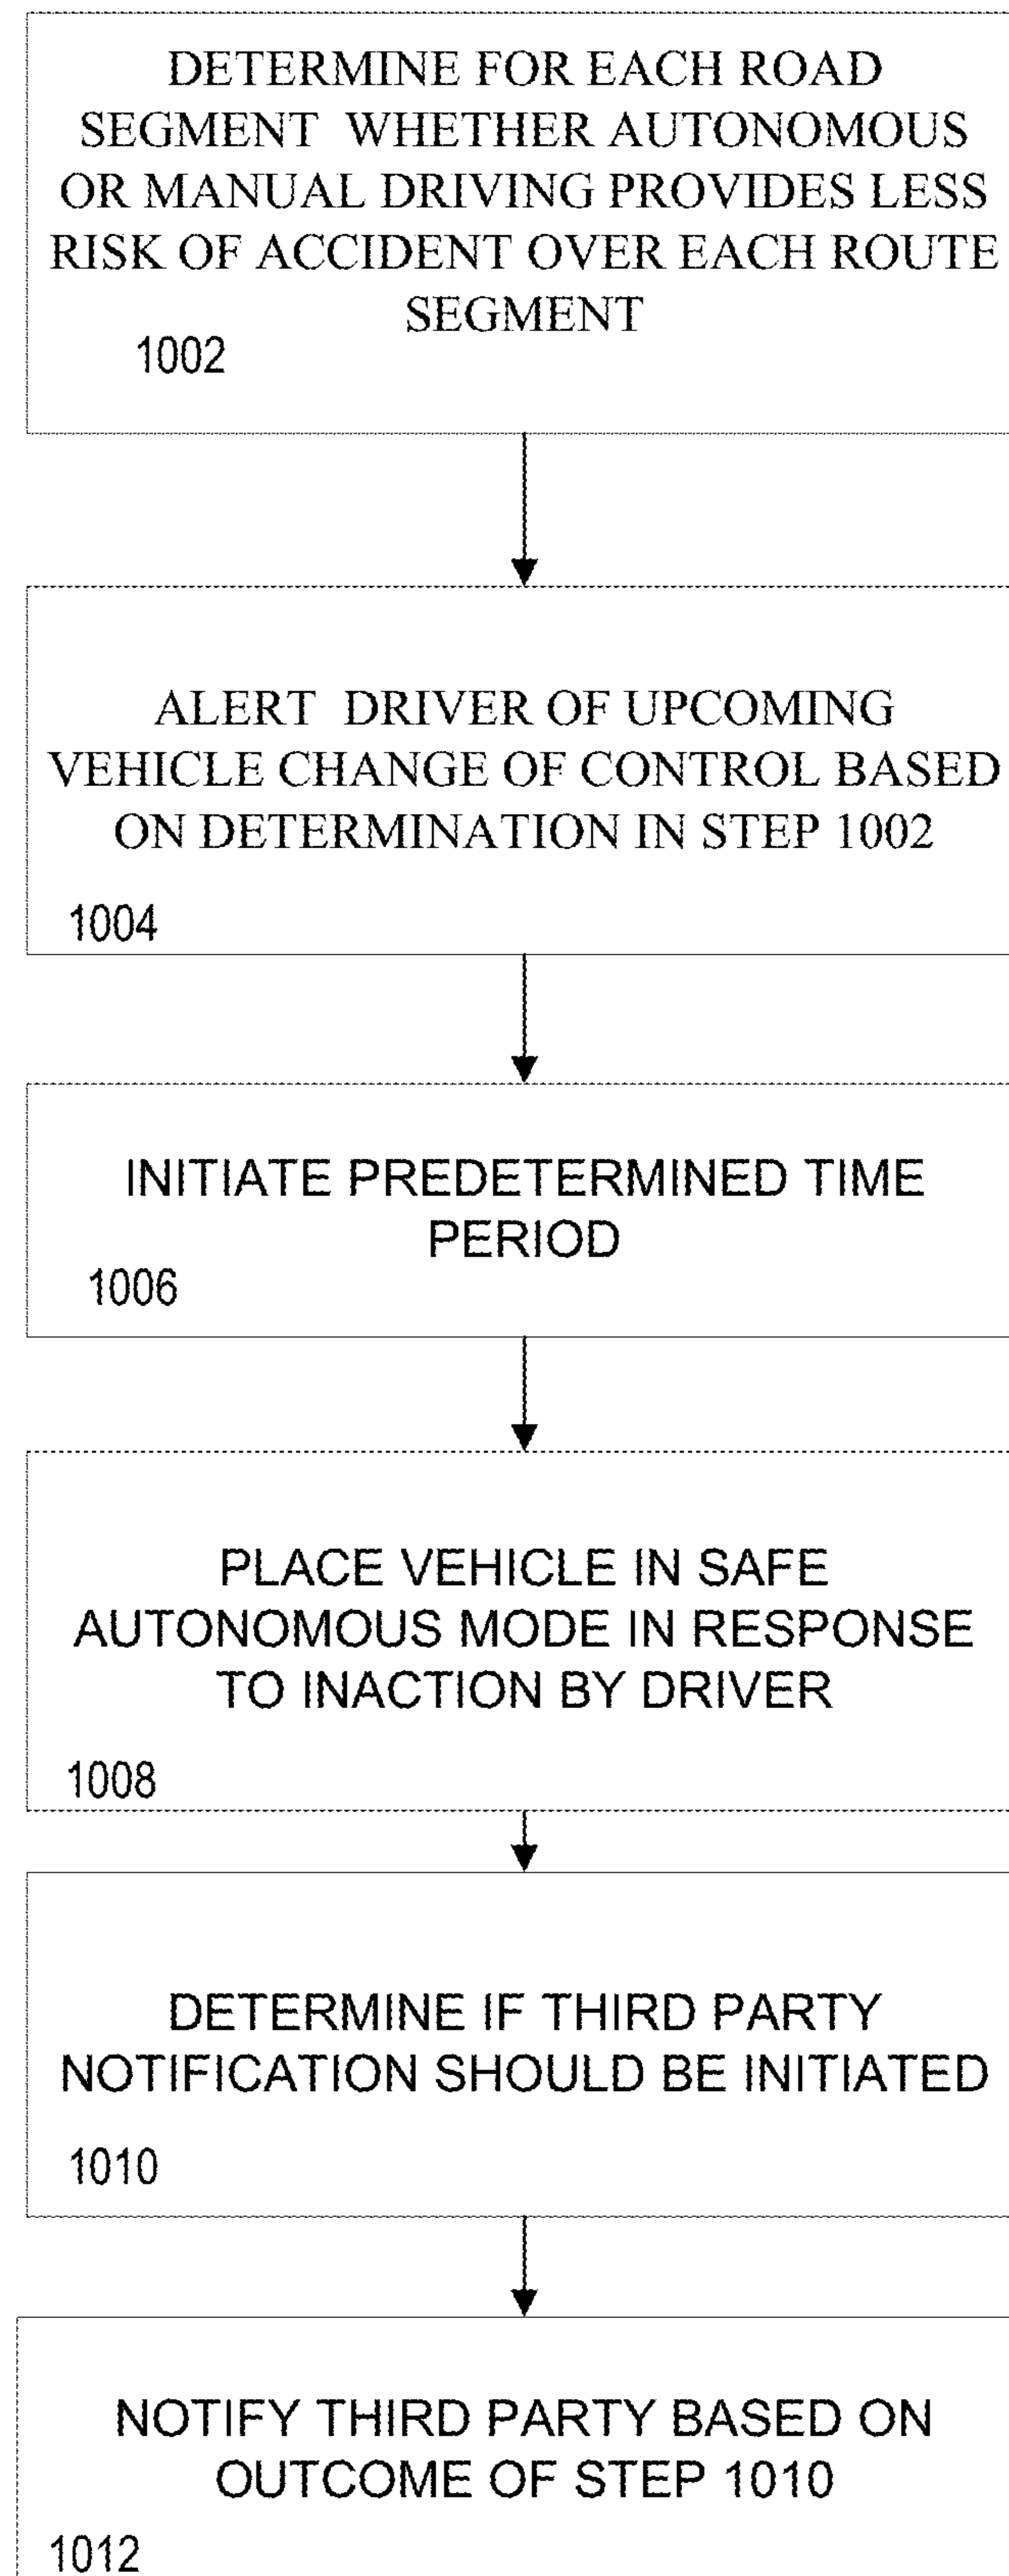 DETERMINE FOR EACH ROAD
SEGMENT WHETHER AUTONOMOUS
OR MANUAL DRIVING PROVIDES LESS
RISK OF ACCIDENT OVER EACH ROUTE
SEGMENT
1002
ALERT DRIVER OF UPCOMING
VEHICLE CHANGE OF CONTROL BASED
ON DETERMINATION IN STEP 1002
1004
INITIATE PREDETERMINED TIME
PERIOD
1006
PLACE VEHICLE IN SAFE
AUTONOMOUS MODE IN RESPONSE
TO INACTION BY DRIVER
1008
DETERMINE IF THIRD PARTY
NOTIFICATION SHOULD BE INITIATED
1010
NOTIFY THIRD PARTY BASED ON
OUTCOME OF STEP 1010
1012